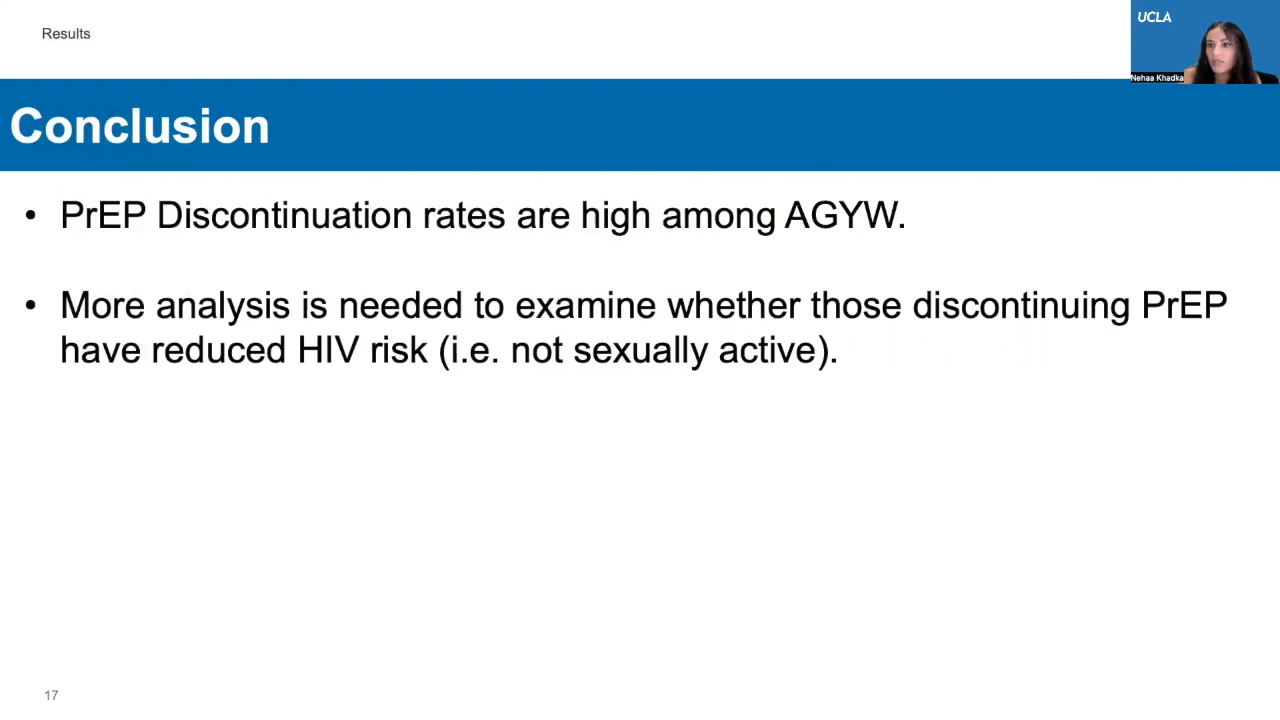 Results
UCLA
Nehaa Khadka
Conclusion
• PrEP Discontinuation rates are high among AGYW.
• More analysis is needed to examine whether those discontinuing PrEP
have reduced HIV risk (i.e. not sexually active).
17